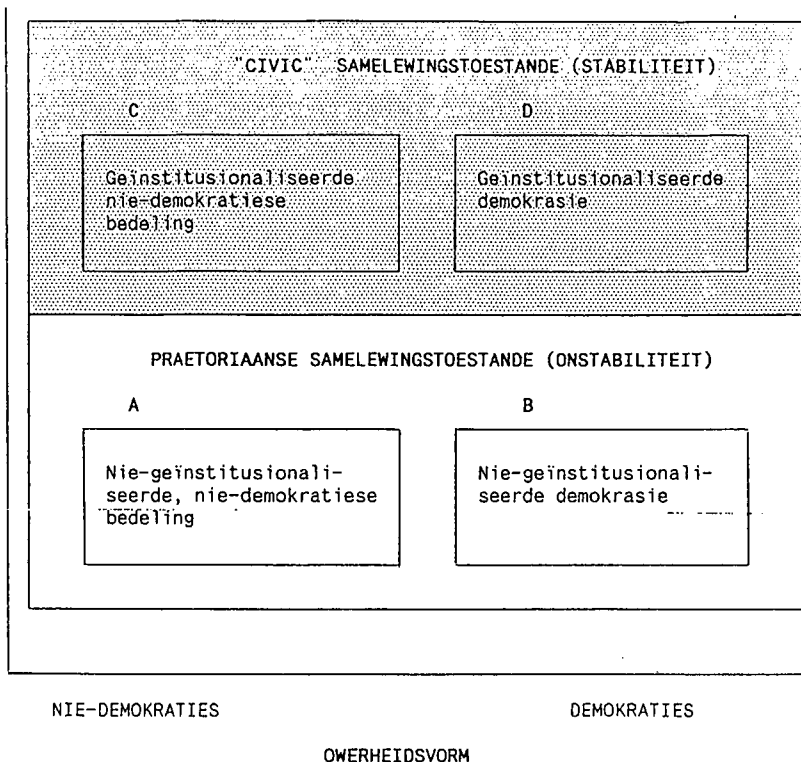 "CIVIC" SAMELEWINGSTOESTANDE (STABILITEIT)
C
D
Geïnstitusionaliseerde
nie-demokratiese
bedeling
Geïnstitusionaliseerde
demokrasie
PRAETORIAANSE SAMELEWINGSTOESTANDE (ONSTABILITEIT)
A
B
Nie-geïnstitusionali-
seerde, nie-demokratiese
bedeling
Nie-geïnstitusionali-
seerde demokrasie
NIE-DEMOKRATIES
DEMOKRATIES
OWERHEIDSVORM